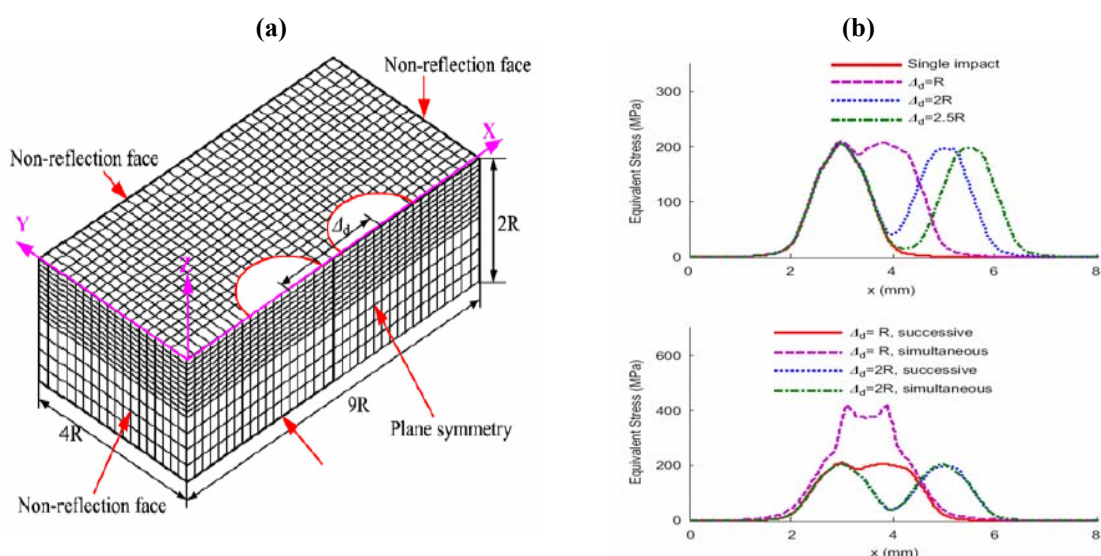 (a)
Non-reflection face
X
Non-reflection face
Y
Δd
2R
Z
9R
4R
Plane symmetry
Non-reflection face
(b)
Single impact
Δd=R
Δd=2R
Δd=2.5R
Equivalent Stress (MPa)
300
200
100
0
0 2 4 6 8
x (mm)
Δd= R, successive
Δd= R, simultaneous
Δd=2R, successive
Δd=2R, simultaneous
Equivalent Stress (MPa)
600
400
200
0
0 2 4 6 8
x (mm)